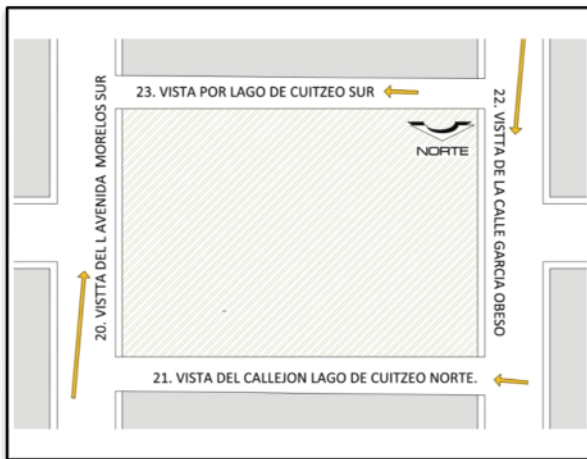 23. VISTA POR LAGO DE CUITZEO SUR
NORTE
20. VISTTA DEL L AVENIDA  MORELOS SUR
22. VISTTA DE LA CALLE GARCIA OBESO
21. VISTA DEL CALLEJON LAGO DE CUITZEO NORTE.